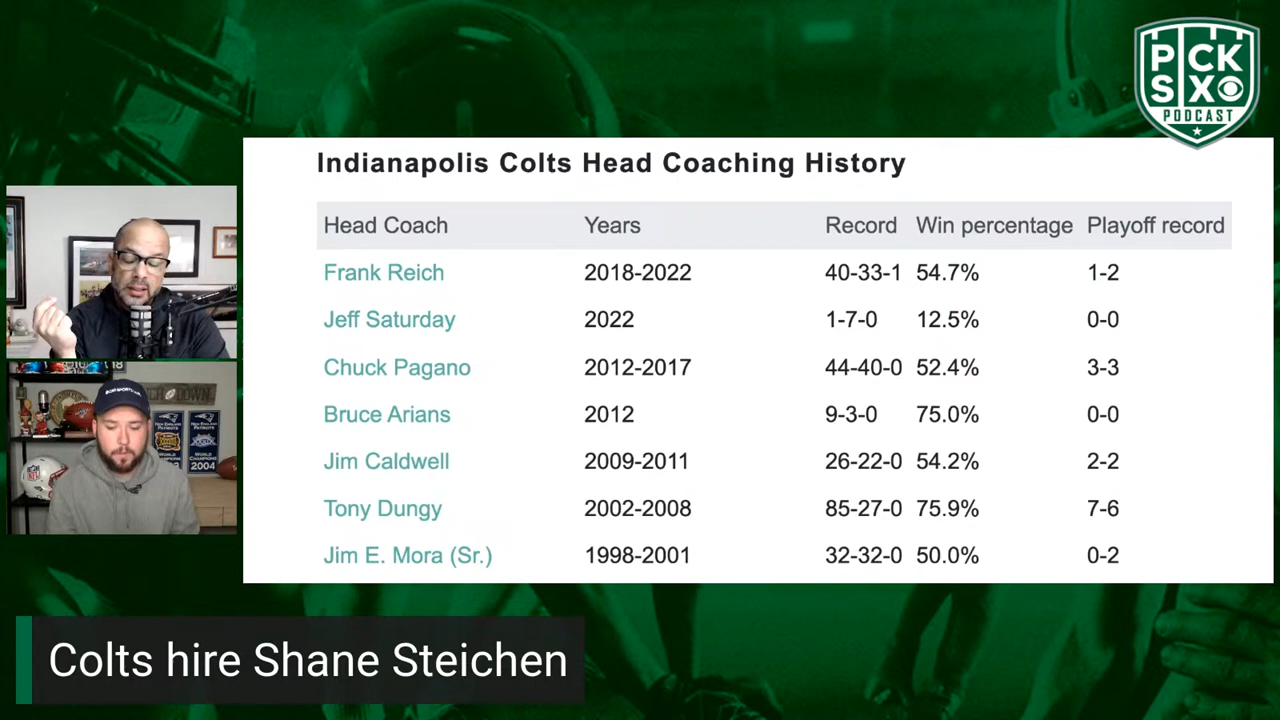 PICK
SIX
PODCAST
Indianapolis Colts Head Coaching History
Head Coach Years Record Win percentage Playoff record
Frank Reich 2018-2022 40-33-1 54.7% 1-2
Jeff Saturday 2022 1-7-0 12.5% 0-0
Chuck Pagano 2012-2017 44-40-0 52.4% 3-3
Bruce Arians 2012 9-3-0 75.0% 0-0
Jim Caldwell 2009-2011 26-22-0 54.2% 2-2
Tony Dungy 2002-2008 85-27-0 75.9% 7-6
Jim E. Mora (Sr.) 1998-2001 32-32-0 50.0% 0-2
NFL
2004
Colts hire Shane Steichen